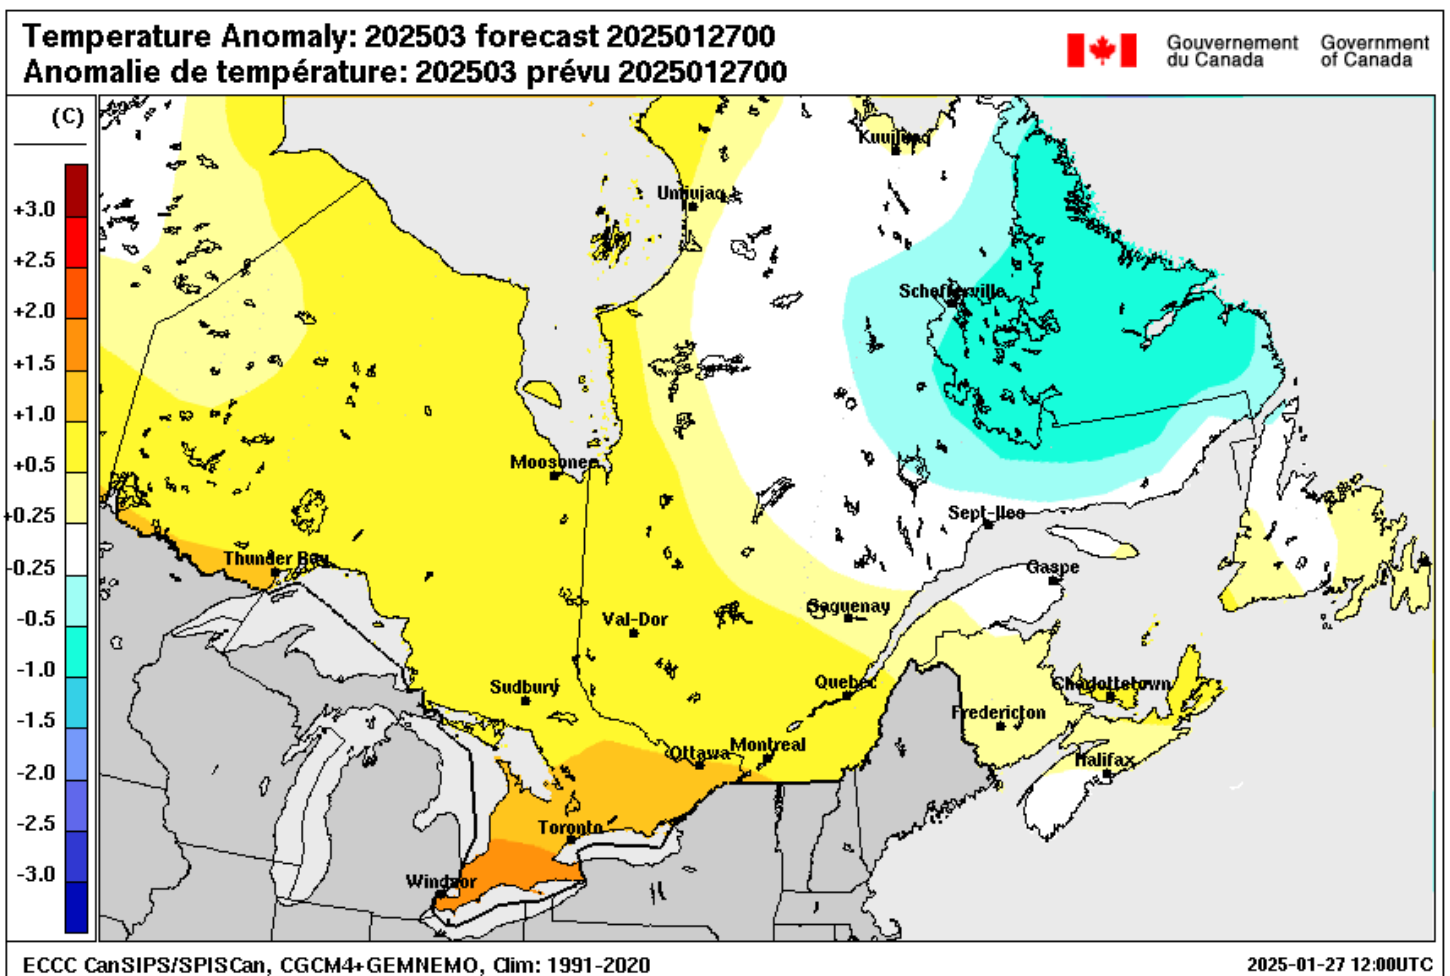 Temperature Anomaly: 202503 forecast 2025012700
Anomalie de température: 202503 prévu 2025012700
Gouvernement du Canada
Government of Canada
(C)
+3.0
+2.5
+2.0
+1.5
+1.0
+0.5
+0.25
-0.25
-0.5
-1.0
-1.5
-2.0
-2.5
-3.0
Kuujjuaq
Umiujaq
Schefferville
Moosonee
Sept-Iles
Thunder Bay
Gaspe
Saguenay
Val-Dor
Sudbury
Quebec
Charlottetown
Fredericton
Ottawa
Montreal
Halifax
Toronto
Windsor
ECCC CanSIPS/SPISCan, CGCM4+GEMNEMO, Clim: 1991-2020
2025-01-27 12:00UTC